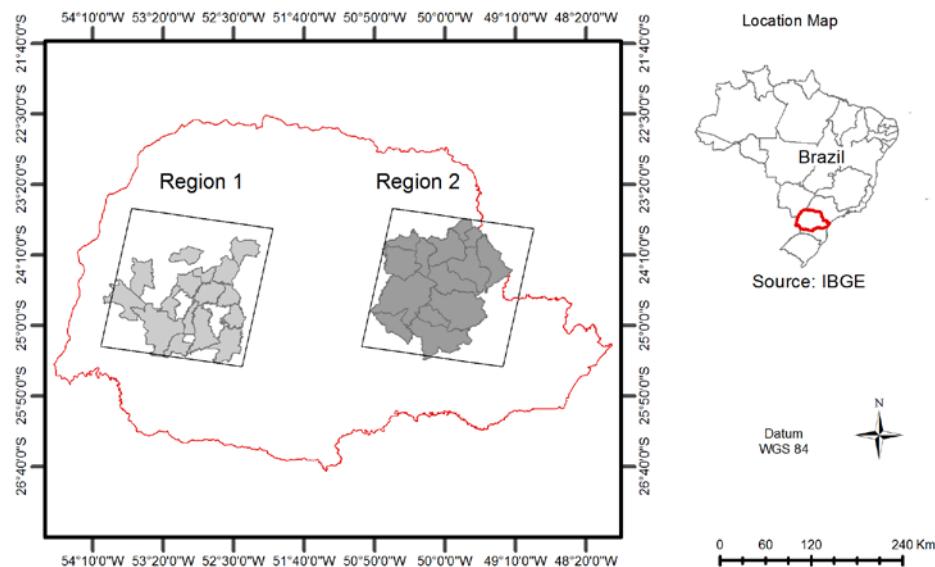 54°10'0"W 53°20'0"W 52°30'0"W 51°40'0"W 50°50'0"W 50°0'0"W 49°10'0"W 48°20'0"W
21°40'0"S
22°30'0"S
23°20'0"S
24°10'0"S
25°0'0"S
25°50'0"S
26°40'0"S
Region 1
Region 2
21°40'0"S
22°30'0"S
23°20'0"S
24°10'0"S
25°0'0"S
25°50'0"S
26°40'0"S
54°10'0"W 53°20'0"W 52°30'0"W 51°40'0"W 50°50'0"W 50°0'0"W 49°10'0"W 48°20'0"W
Location Map
Brazil
Source: IBGE
N
Datum
WGS 84
0 60 120 240 Km